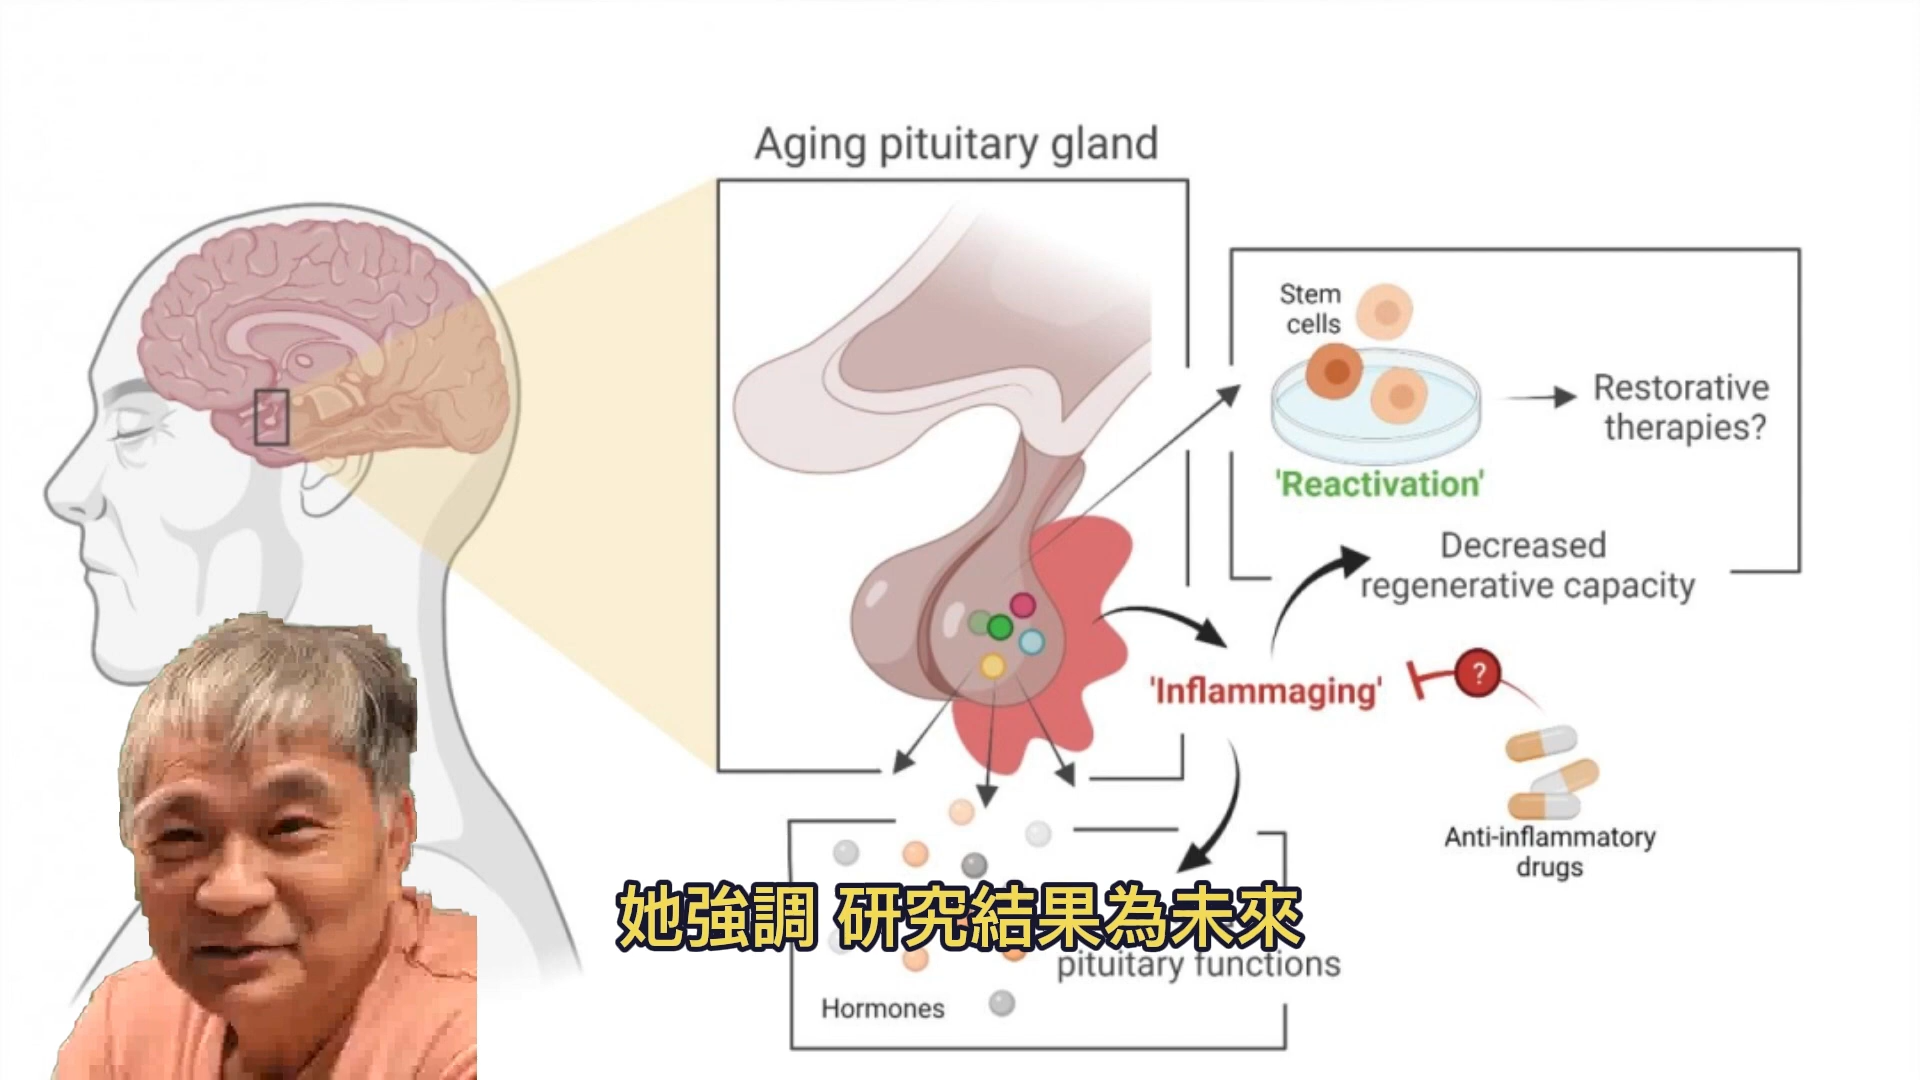 Aging pituitary gland
Stem
cells
'Reactivation'
Restorative
therapies?
Decreased
regenerative capacity
'Inflammaging'
?
Anti-inflammatory
drugs
她強調 研究結果為未來
pituitary functions
Hormones